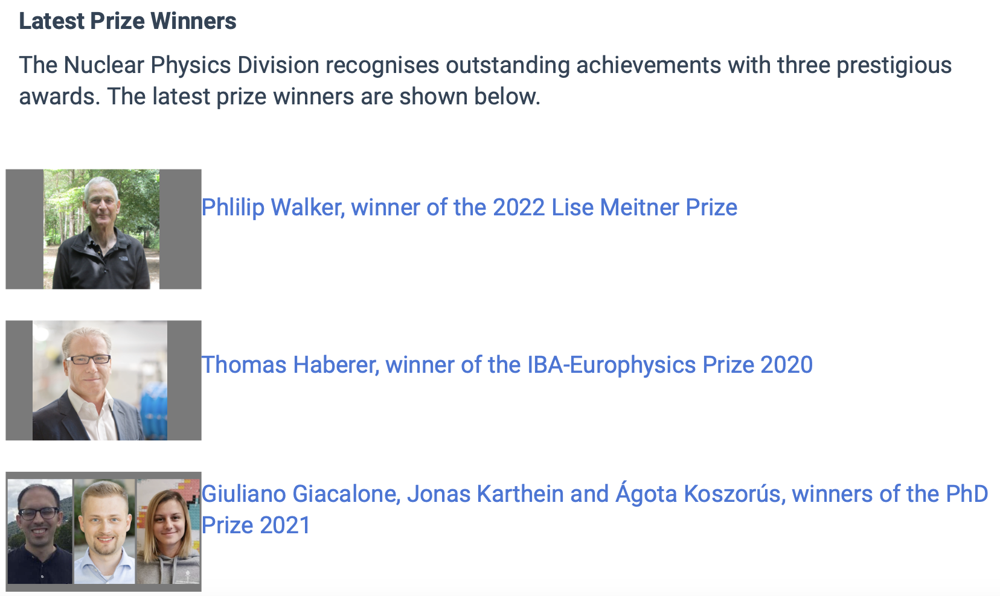 Latest Prize Winners
The Nuclear Physics Division recognises outstanding achievements with three prestigious
awards. The latest prize winners are shown below.
Phlilip Walker, winner of the 2022 Lise Meitner Prize
Thomas Haberer, winner of the IBA-Europhysics Prize 2020
Giuliano Giacalone, Jonas Karthein and Ágota Koszorús, winners of the PhD
Prize 2021